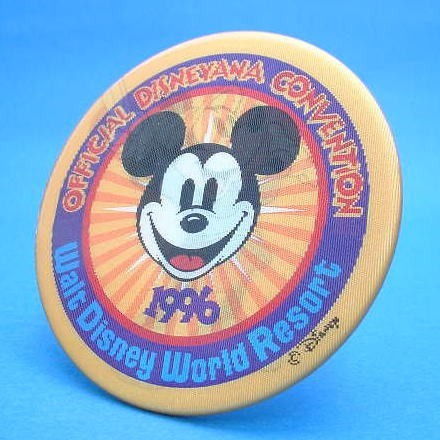 OFFICIAL DISNEYANA CONVENTION
1996
Walt Disney World Resort
© Disney